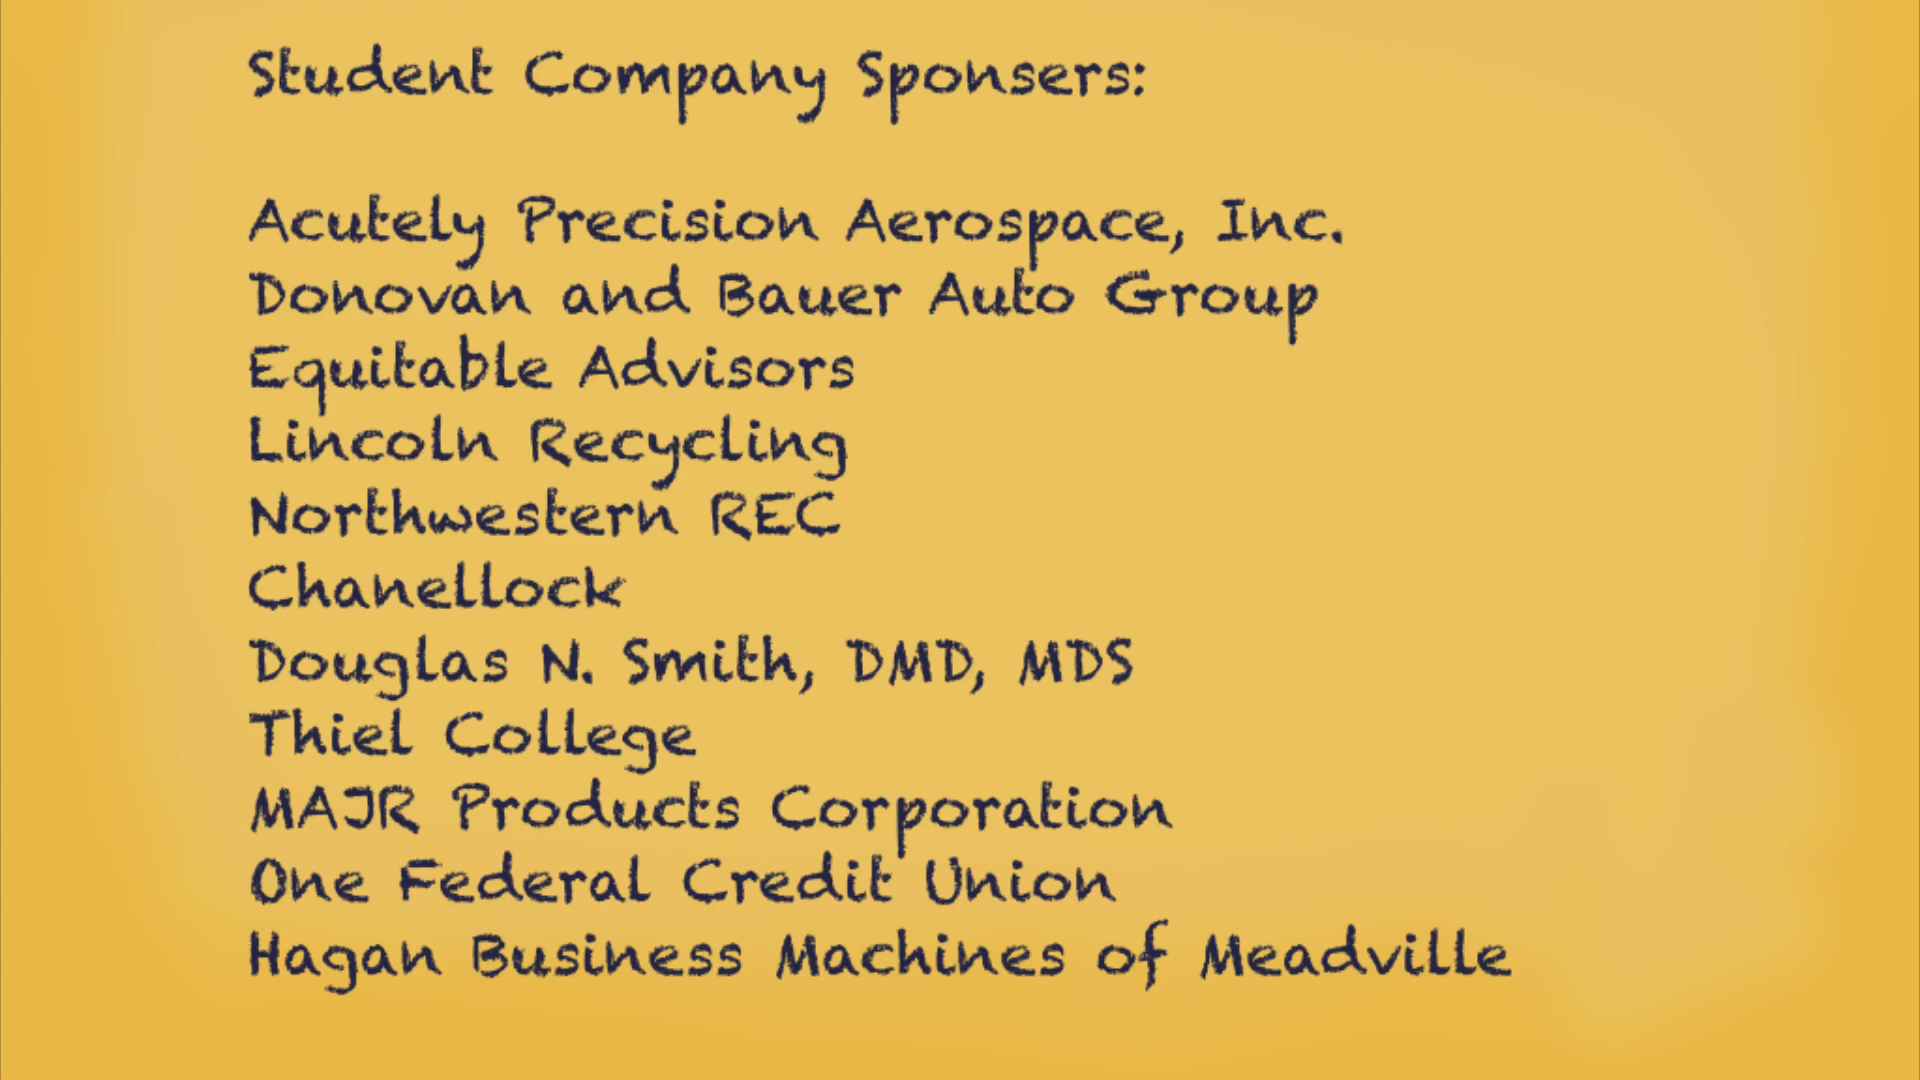 Student Company Sponsers:
Acutely Precision Aerospace, Inc.
Donovan and Bauer Auto Group
Equitable Advisors
Lincoln Recycling
Northwestern REC
Chanellock
Douglas N. Smith, DMD, MDS
Thiel College
MAJR Products Corporation
One Federal Credit Union
Hagan Business Machines of Meadville